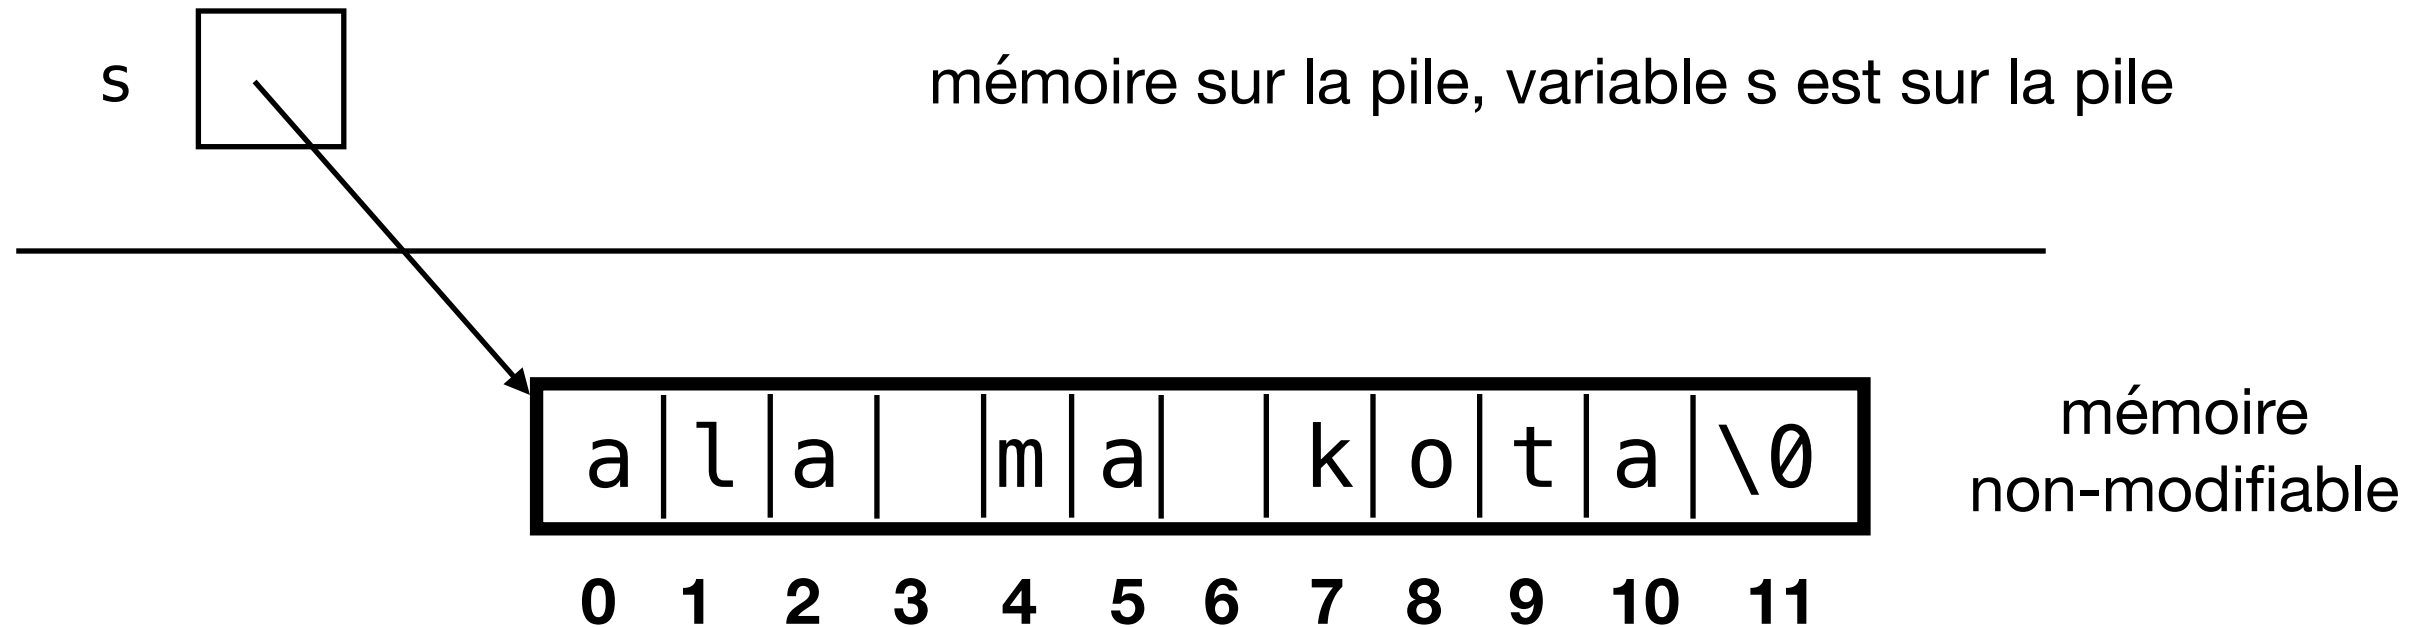 s mémoire sur la pile, variable s est sur la pile
a l a m a k o t a \0
mémoire
non-modifiable
0 1 2 3 4 5 6 7 8 9 10 11